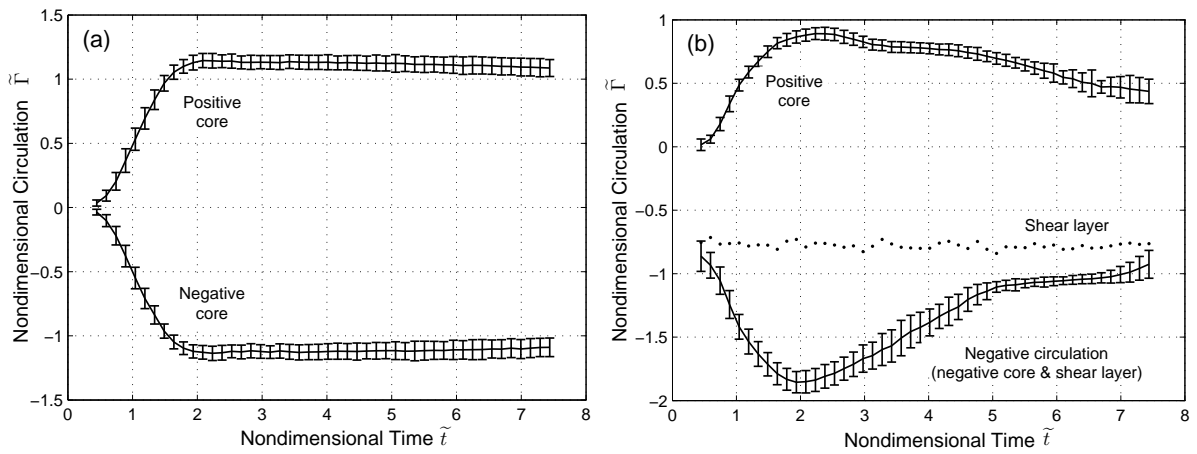 (a)
1.5
1
0.5
0
−0.5
−1
−1.5
Nondimensional Circulation Γ̃
Positive
core
Negative
core
0 1 2 3 4 5 6 7 8
Nondimensional Time t̃
(b)
1
0.5
0
−0.5
−1
−1.5
−2
Nondimensional Circulation Γ̃
Positive
core
Shear layer
Negative circulation
(negative core & shear layer)
0 1 2 3 4 5 6 7 8
Nondimensional Time t̃